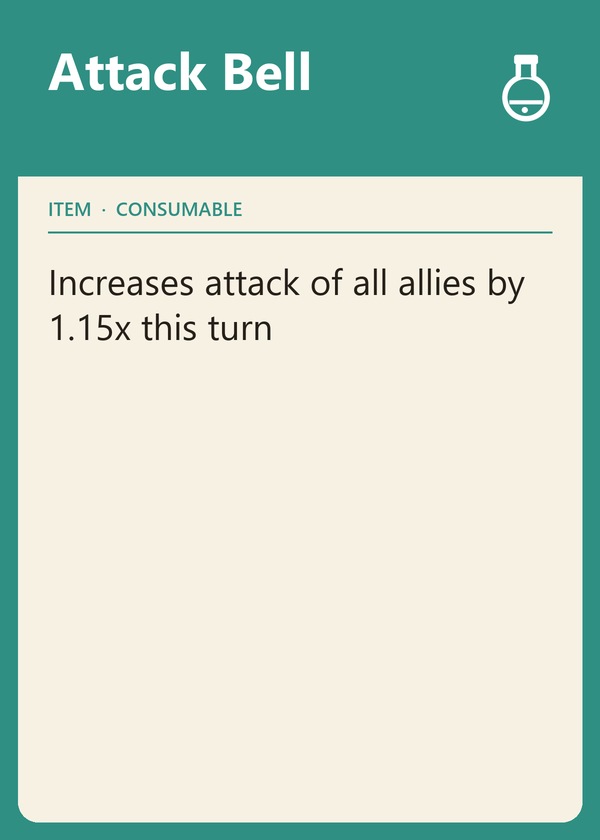 Attack Bell
ITEM · CONSUMABLE
Increases attack of all allies by
1.15x this turn